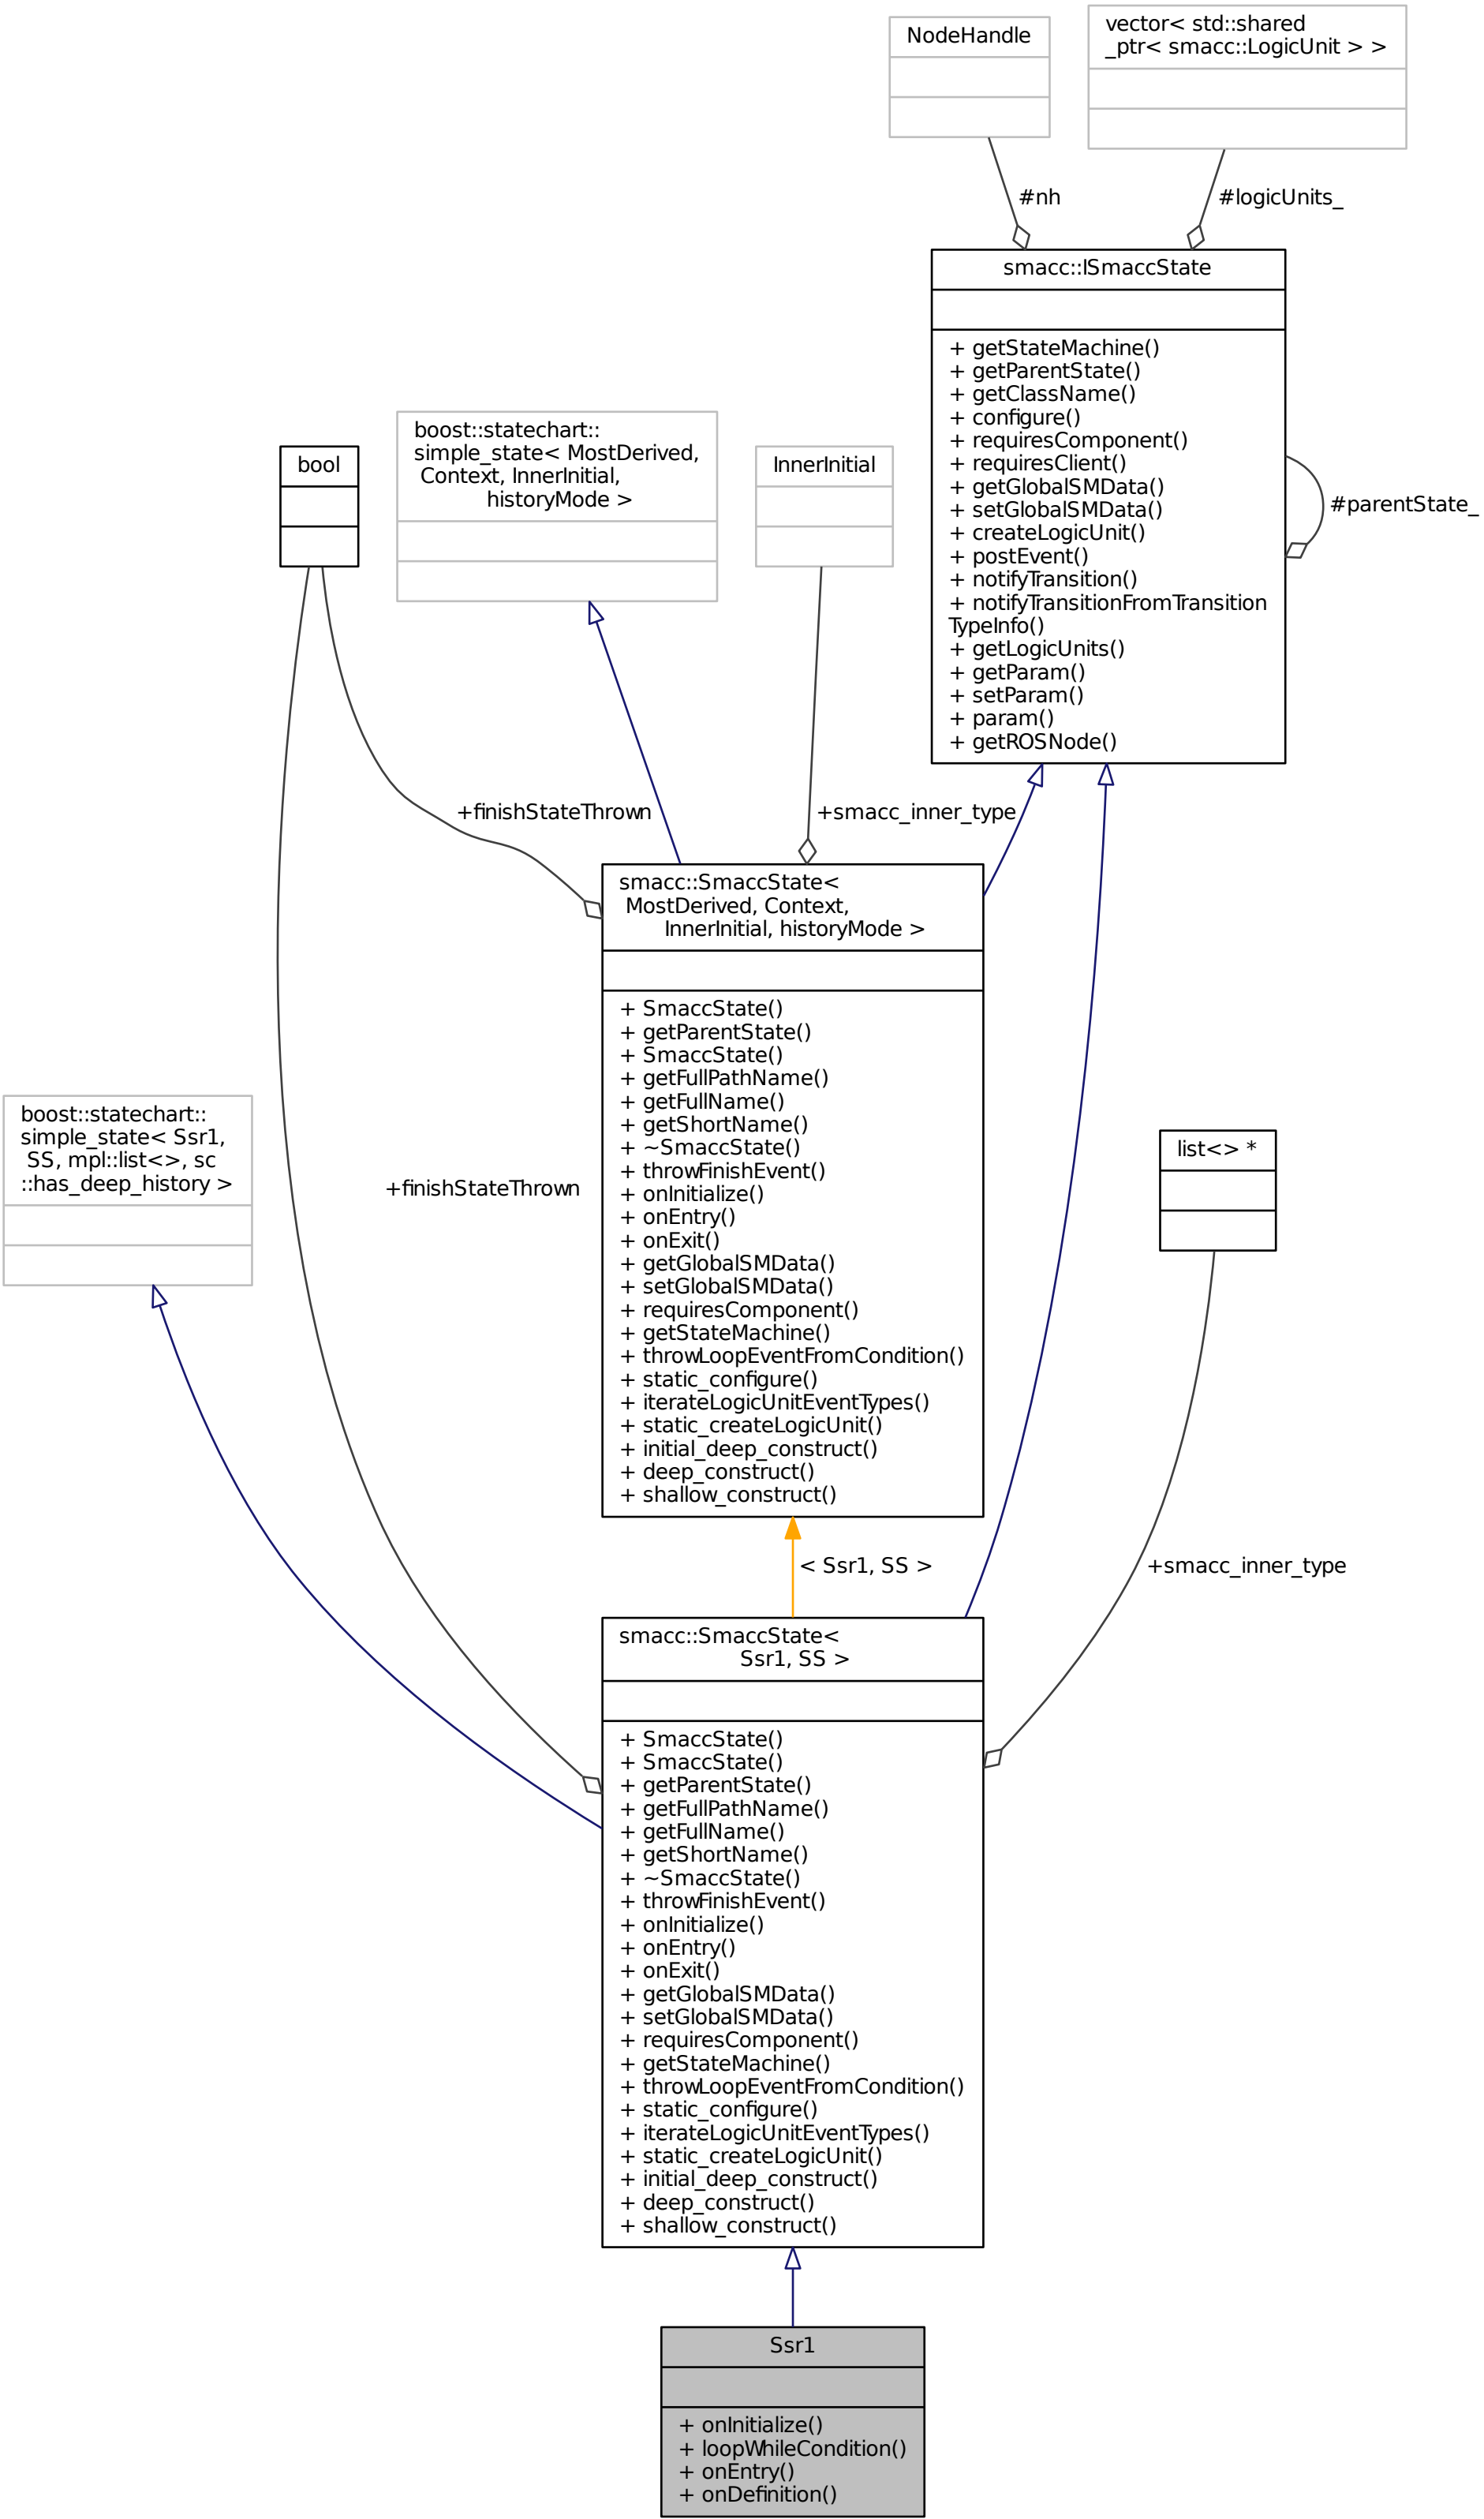 NodeHandle
vector< std::shared
_ptr< smacc::LogicUnit > >
#nh
#logicUnits_
smacc::ISmaccState
+ getStateMachine()
+ getParentState()
+ getClassName()
+ configure()
+ requiresComponent()
+ requiresClient()
+ getGlobalSMData()
+ setGlobalSMData()
+ createLogicUnit()
+ postEvent()
+ notifyTransition()
+ notifyTransitionFromTransition
TypeInfo()
+ getLogicUnits()
+ getParam()
+ setParam()
+ param()
+ getROSNode()
#parentState_
bool
boost::statechart::
simple_state< MostDerived,
Context, InnerInitial,
historyMode >
InnerInitial
+finishStateThrown
+smacc_inner_type
smacc::SmaccState<
MostDerived, Context,
InnerInitial, historyMode >
+ SmaccState()
+ getParentState()
+ SmaccState()
+ getFullPathName()
+ getFullName()
+ getShortName()
+ ~SmaccState()
+ throwFinishEvent()
+ onInitialize()
+ onEntry()
+ onExit()
+ getGlobalSMData()
+ setGlobalSMData()
+ requiresComponent()
+ getStateMachine()
+ throwLoopEventFromCondition()
+ static_configure()
+ iterateLogicUnitEventTypes()
+ static_createLogicUnit()
+ initial_deep_construct()
+ deep_construct()
+ shallow_construct()
boost::statechart::
simple_state< Ssr1,
SS, mpl::list<>, sc
::has_deep_history >
+finishStateThrown
list<> *
< Ssr1, SS >
+smacc_inner_type
smacc::SmaccState<
Ssr1, SS >
+ SmaccState()
+ SmaccState()
+ getParentState()
+ getFullPathName()
+ getFullName()
+ getShortName()
+ ~SmaccState()
+ throwFinishEvent()
+ onInitialize()
+ onEntry()
+ onExit()
+ getGlobalSMData()
+ setGlobalSMData()
+ requiresComponent()
+ getStateMachine()
+ throwLoopEventFromCondition()
+ static_configure()
+ iterateLogicUnitEventTypes()
+ static_createLogicUnit()
+ initial_deep_construct()
+ deep_construct()
+ shallow_construct()
Ssr1
+ onInitialize()
+ loopWhileCondition()
+ onEntry()
+ onDefinition()